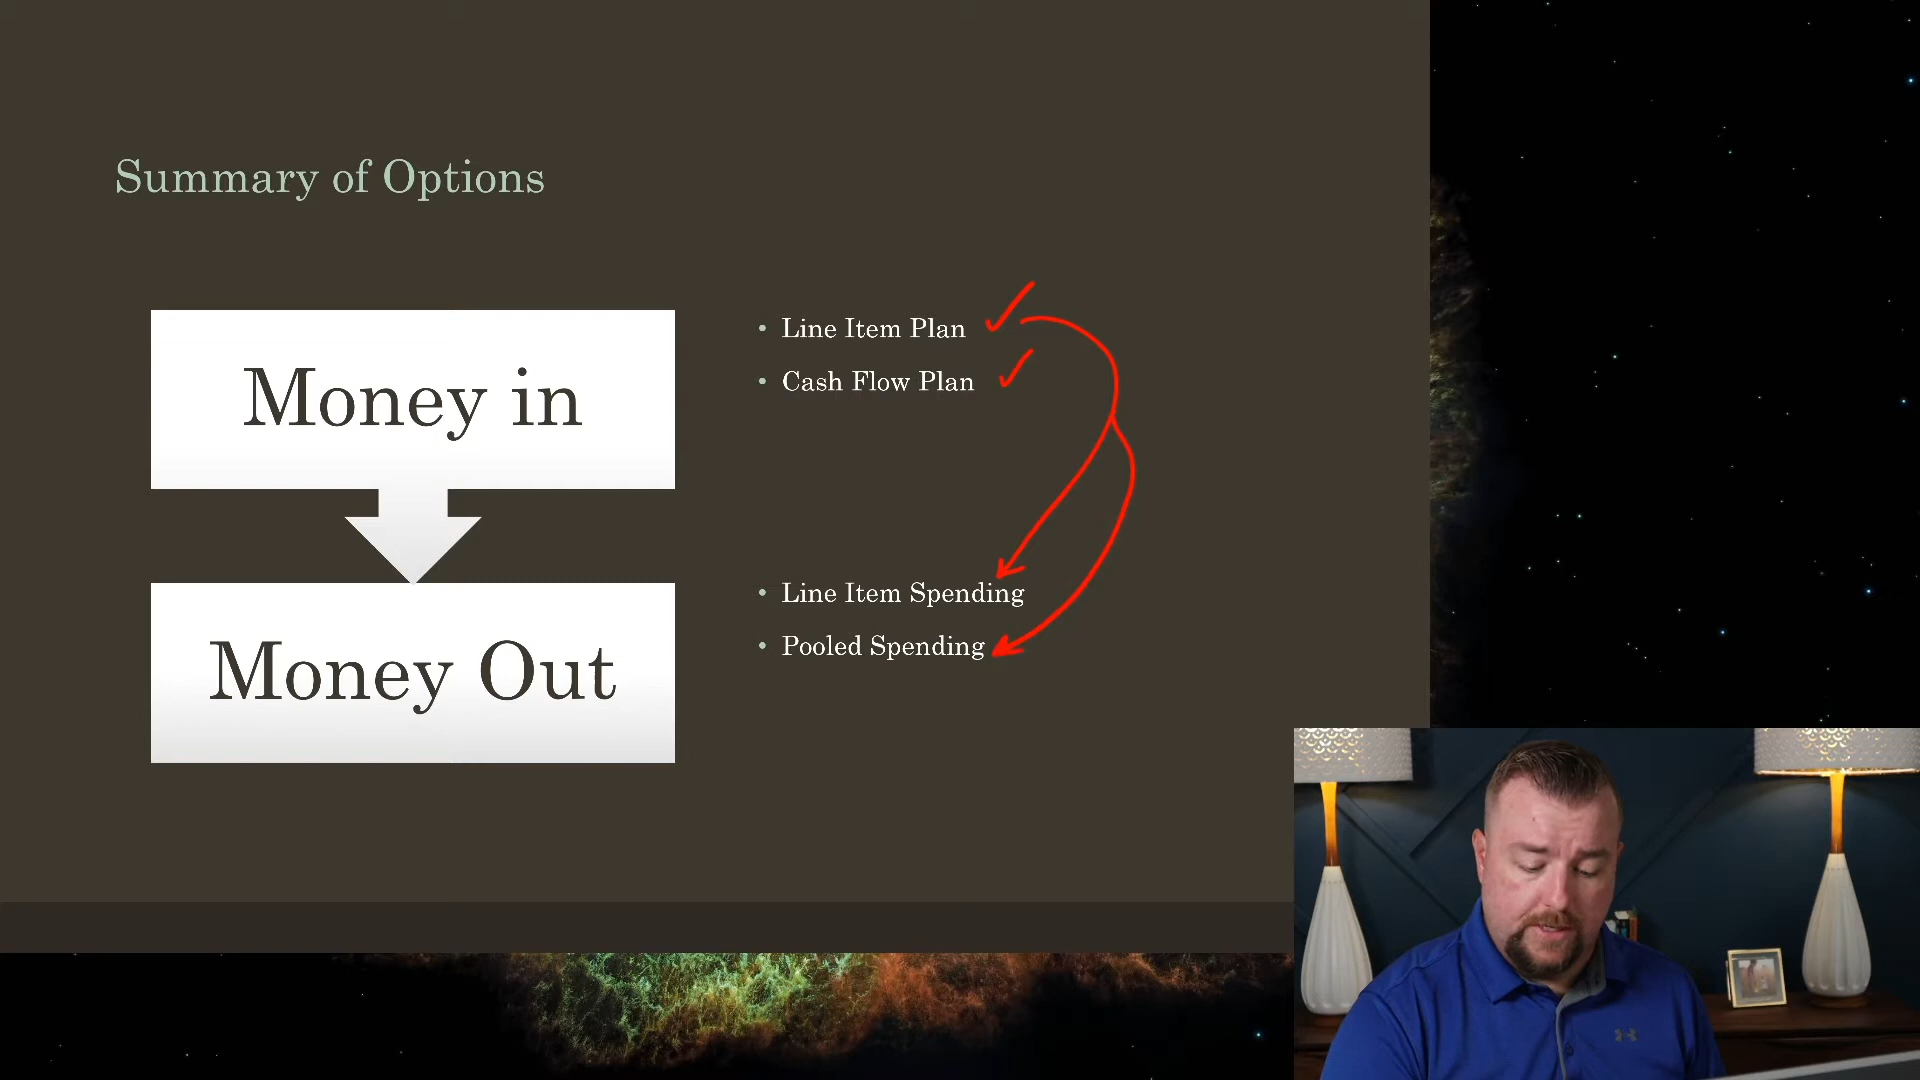 Summary of Options
Money in
Line Item Plan
Cash Flow Plan
Money Out
Line Item Spending
Pooled Spending